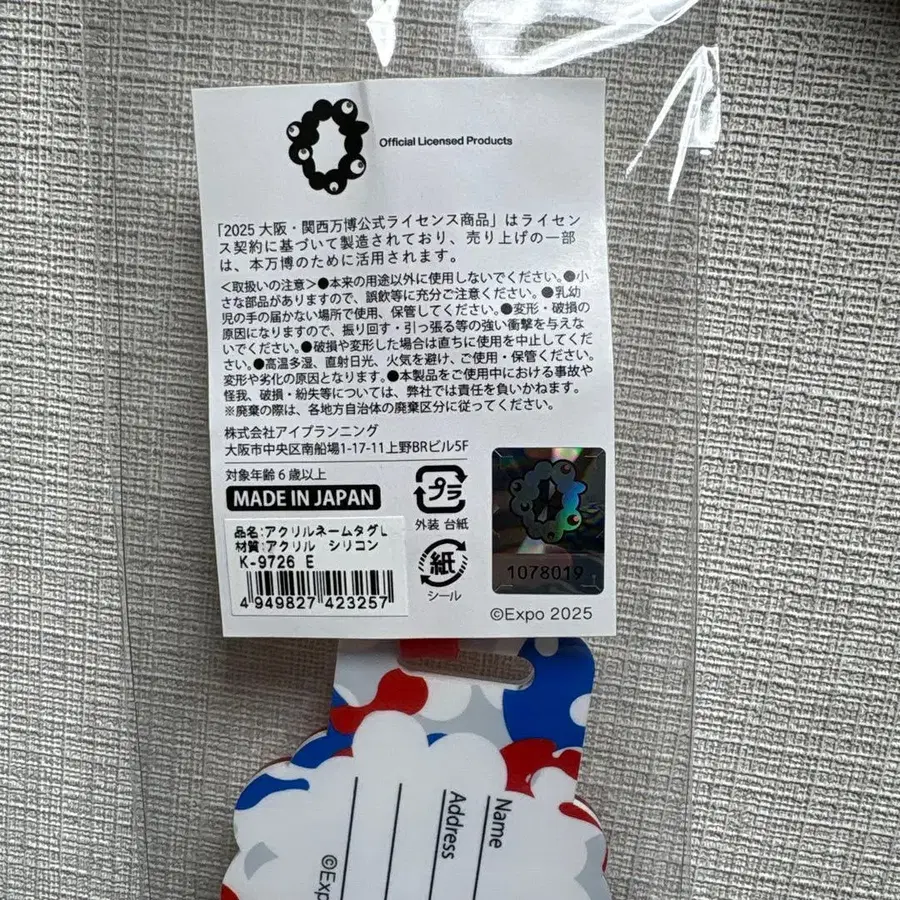 Official Licensed Products
「2025 大阪・関西万博公式ライセンス商品」はライセン
ス契約に基づいて製造されており、売り上げの一部
は、本万博のために活用されます。
＜取扱いの注意＞●本来の用途以外に使用しないでください。●小
さな部品がありますので、誤飲等に充分ご注意ください。●乳幼
児の手の届かない場所で使用、保管してください。●変形・破損の
原因になりますので、振り回す・引っ張る等の強い衝撃を与えな
いでください。●破損や変形した場合は直ちに使用を中止してくだ
さい。●高温多湿、直射日光、火気を避け、ご使用・保管ください。
変形や劣化の原因となります。●本製品をご使用中における事故や
怪我、破損・紛失等については、弊社では責任を負いかねます。
※廃棄の際は、各地方自治体の廃棄区分に従ってください。
株式会社アイプランニング
大阪市中央区南船場1-17-11上野BRビル5F
対象年齢６歳以上
MADE IN JAPAN
プラ
外装 台紙
品名:アクリルネームタグL
材質:アクリル シリコン
K-9726 E
4 949827 423257
紙
シール
1078019
©Expo 2025
Name
Address
©Exp